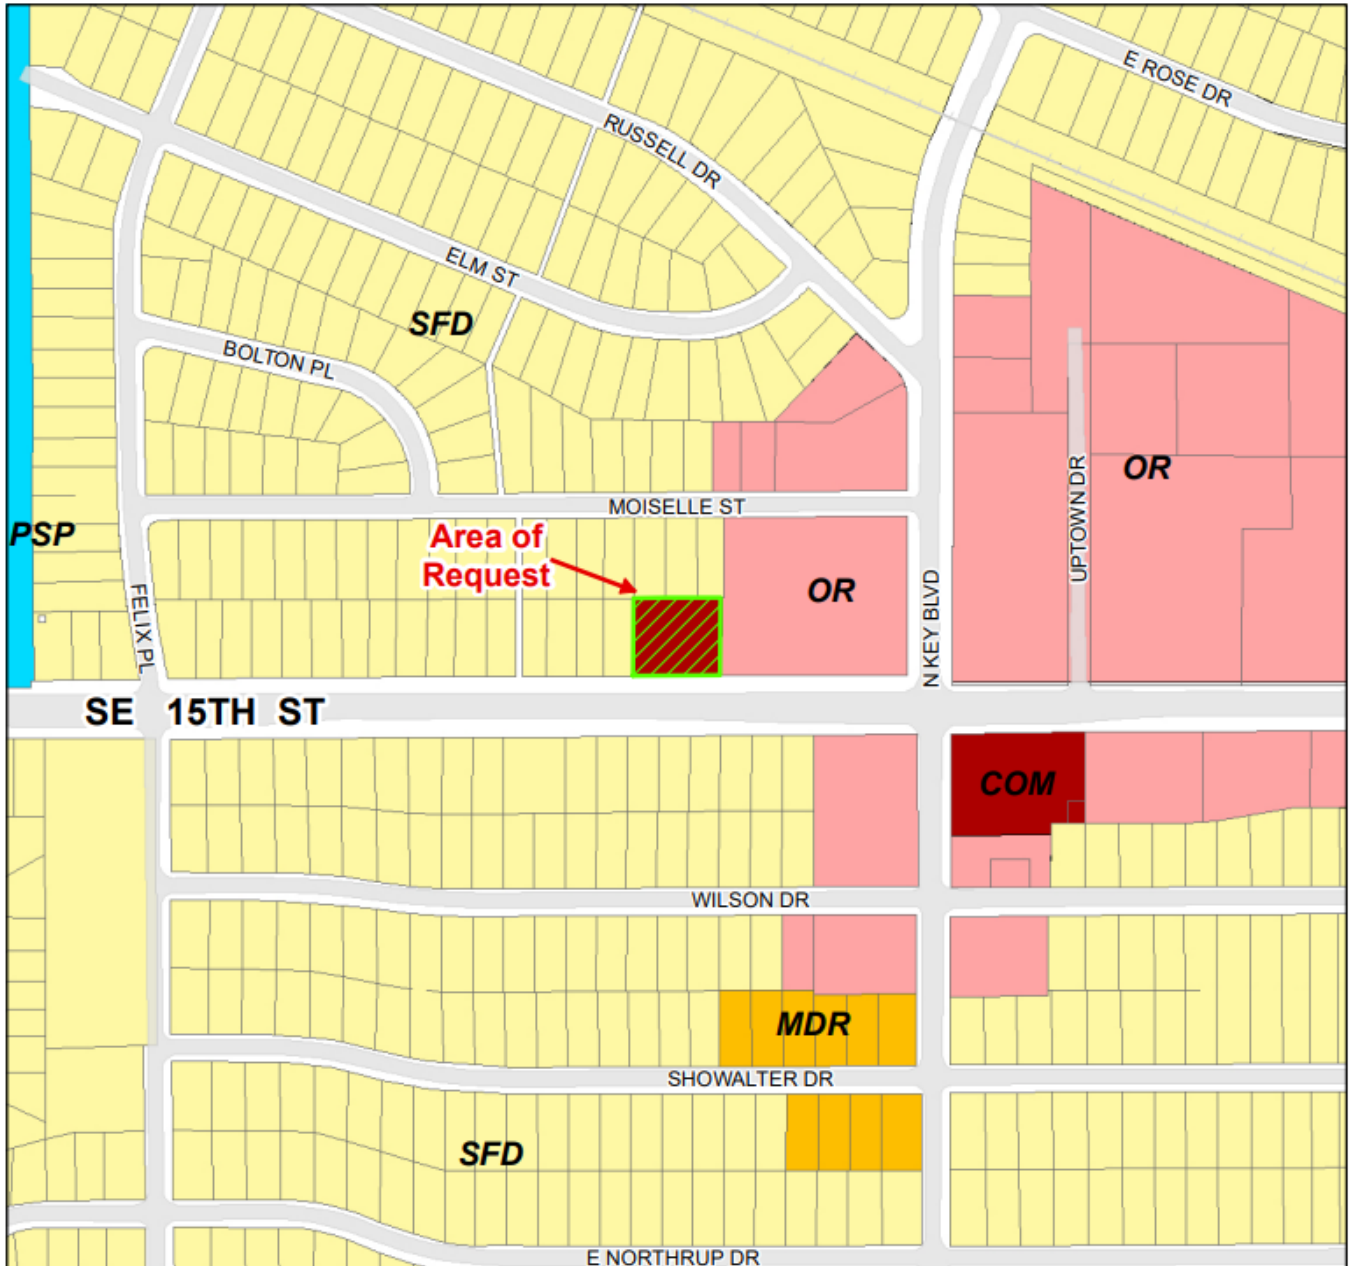 E ROSE DR
RUSSELL DR
ELM ST
SFD
BOLTON PL
OR
MOISELLE ST
PSP
Area of
Request
UPTOWN DR
OR
FELIX PL
N KEY BLVD
SE 15TH ST
COM
WILSON DR
MDR
SHOWALTER DR
SFD
E NORTHRUP DR